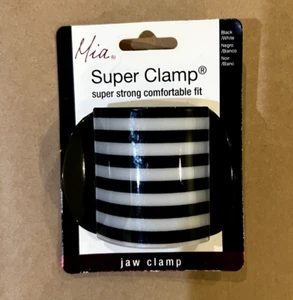 Mia®
Black
/White
Negro
/Blanco
Noir
/Blanc
Super Clamp®
super strong comfortable fit
jaw clamp